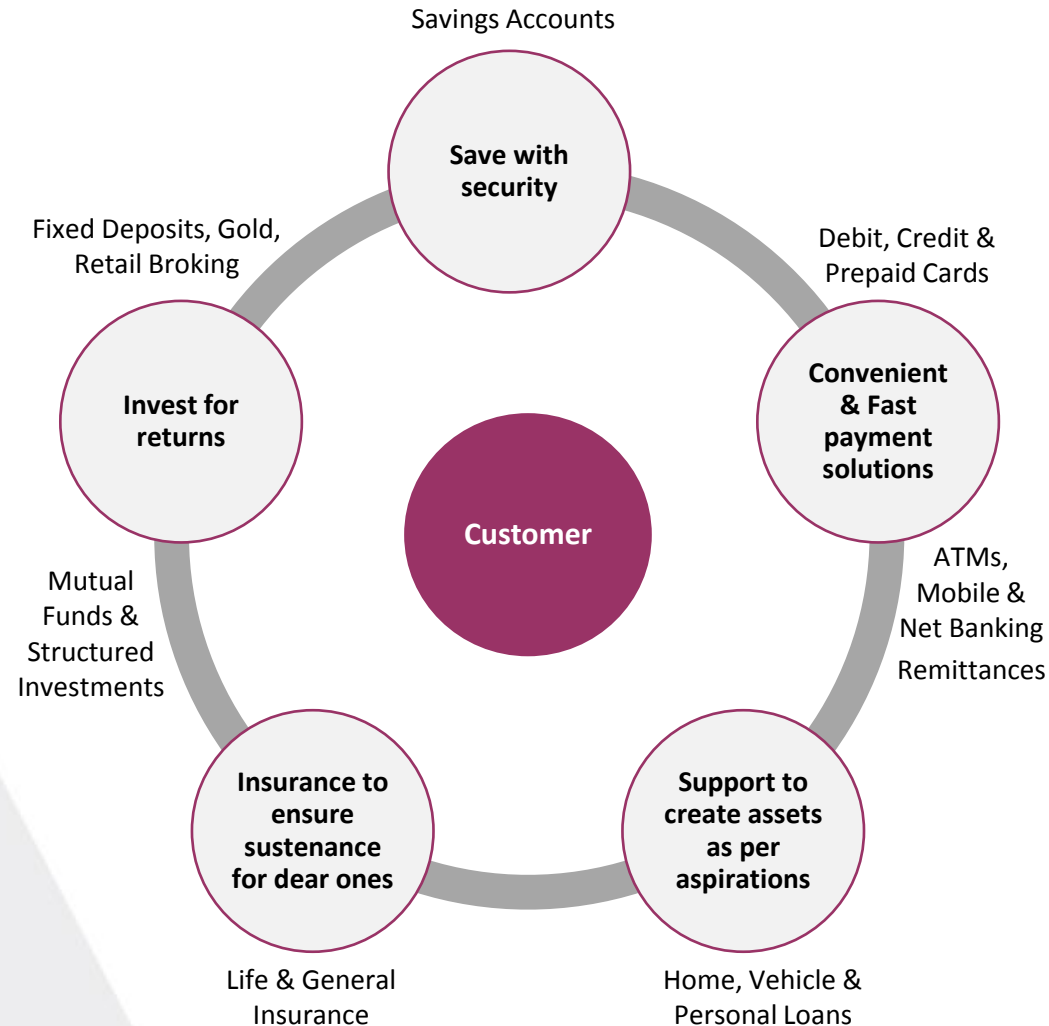 Savings Accounts
Save with
security
Fixed Deposits, Gold,
Retail Broking
Debit, Credit &
Prepaid Cards
Invest for
returns
Convenient
& Fast
payment
solutions
Customer
Mutual
Funds &
Structured
Investments
ATMs,
Mobile &
Net Banking
Remittances
Insurance to
ensure
sustenance
for dear ones
Support to
create assets
as per
aspirations
Life & General
Insurance
Home, Vehicle &
Personal Loans